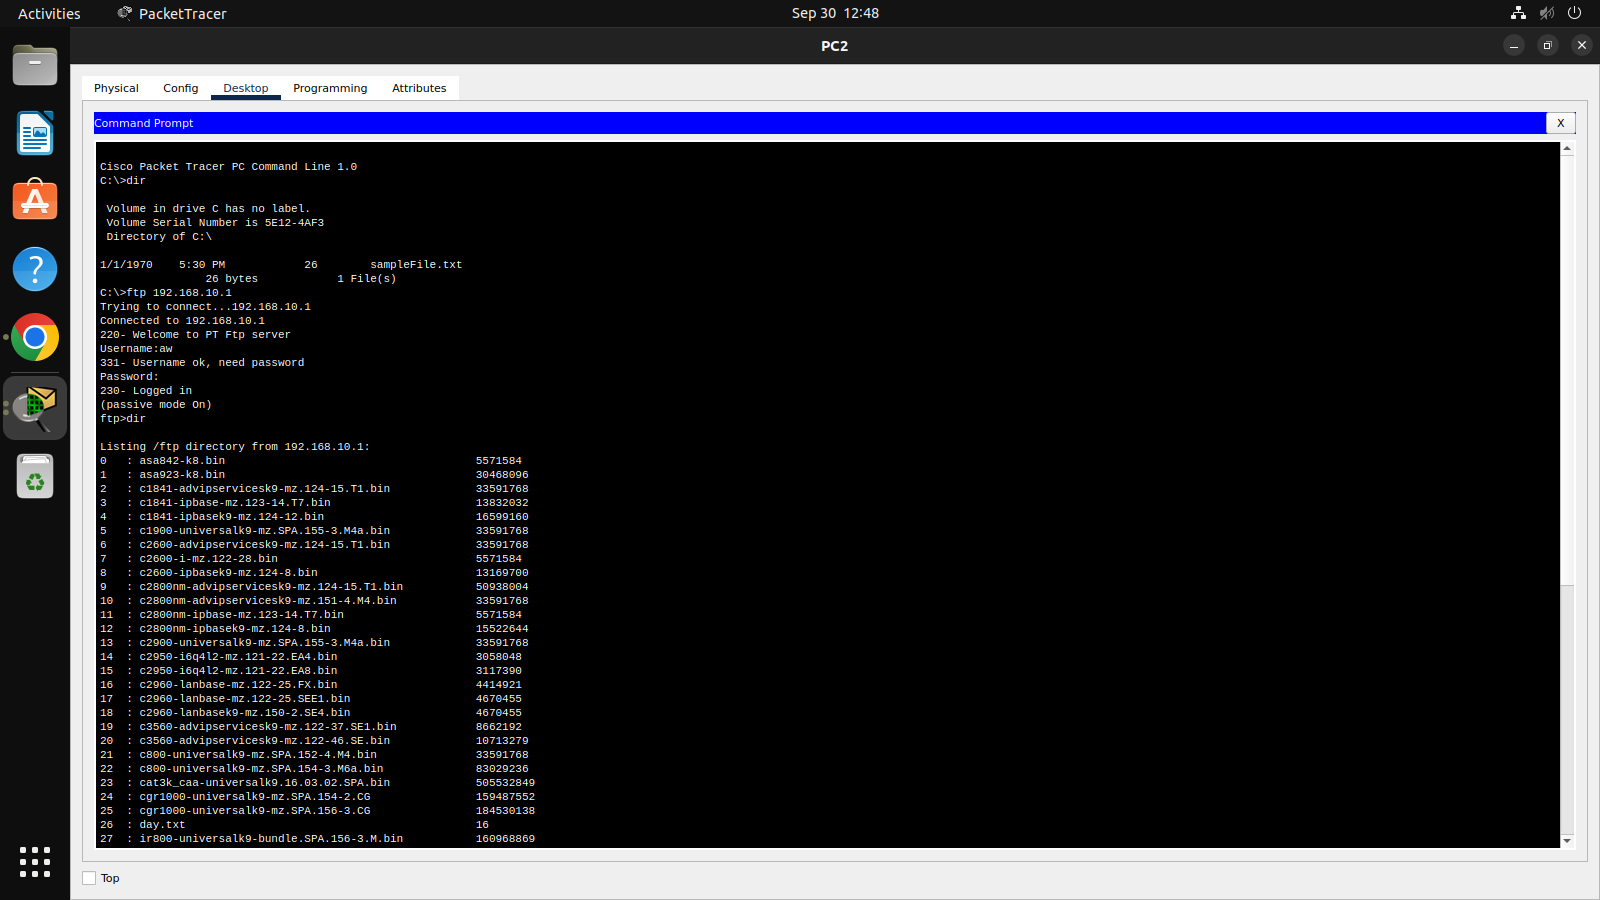 Activities
PacketTracer
Sep 30 12:48
PC2
Physical Config Desktop Programming Attributes
Command Prompt
X
Cisco Packet Tracer PC Command Line 1.0
C:\>dir
Volume in drive C has no label.
Volume Serial Number is 5E12-4AF3
Directory of C:\
1/1/1970 5:30 PM 26 sampleFile.txt
26 bytes 1 File(s)
C:\>ftp 192.168.10.1
Trying to connect...192.168.10.1
Connected to 192.168.10.1
220- Welcome to PT Ftp server
Username:aw
331- Username ok, need password
Password:
230- Logged in
(passive mode On)
ftp>dir
Listing /ftp directory from 192.168.10.1:
0 : asa842-k8.bin 5571584
1 : asa923-k8.bin 30468096
2 : c1841-advipservicesk9-mz.124-15.T1.bin 33591768
3 : c1841-ipbase-mz.123-14.T7.bin 13832032
4 : c1841-ipbasek9-mz.124-12.bin 16599160
5 : c1900-universalk9-mz.SPA.155-3.M4a.bin 33591768
6 : c2600-advipservicesk9-mz.124-15.T1.bin 33591768
7 : c2600-i-mz.122-28.bin 5571584
8 : c2600-ipbasek9-mz.124-8.bin 13169700
9 : c2800nm-advipservicesk9-mz.124-15.T1.bin 50938004
10 : c2800nm-advipservicesk9-mz.151-4.M4.bin 33591768
11 : c2800nm-ipbase-mz.123-14.T7.bin 5571584
12 : c2800nm-ipbasek9-mz.124-8.bin 15522644
13 : c2900-universalk9-mz.SPA.155-3.M4a.bin 33591768
14 : c2950-i6q4l2-mz.121-22.EA4.bin 3058048
15 : c2950-i6q4l2-mz.121-22.EA8.bin 3117390
16 : c2960-lanbase-mz.122-25.FX.bin 4414921
17 : c2960-lanbase-mz.122-25.SEE1.bin 4670455
18 : c2960-lanbasek9-mz.150-2.SE4.bin 4670455
19 : c3560-advipservicesk9-mz.122-37.SE1.bin 8662192
20 : c3560-advipservicesk9-mz.122-46.SE.bin 10713279
21 : c800-universalk9-mz.SPA.152-4.M4.bin 33591768
22 : c800-universalk9-mz.SPA.154-3.M6a.bin 83029236
23 : cat3k_caa-universalk9.16.03.02.SPA.bin 505532849
24 : cgr1000-universalk9-mz.SPA.154-2.CG 159487552
25 : cgr1000-universalk9-mz.SPA.156-3.CG 184530138
26 : day.txt 16
27 : ir800-universalk9-bundle.SPA.156-3.M.bin 160968869
Top